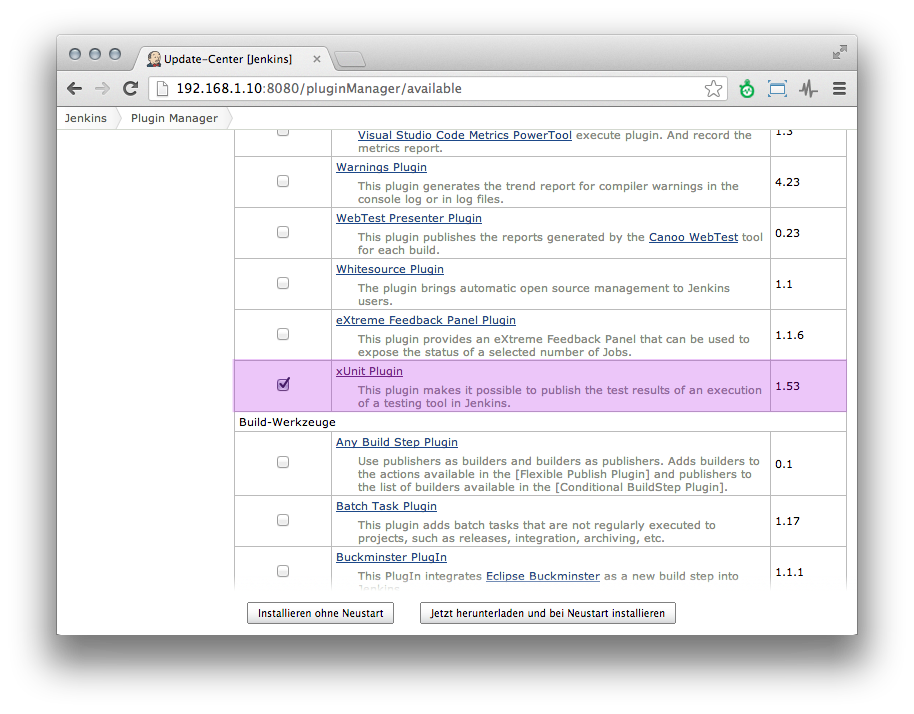 Update-Center [Jenkins]
192.168.1.10:8080/pluginManager/available
Jenkins Plugin Manager
Visual Studio Code Metrics PowerTool execute plugin. And record the 1.3
metrics report.
Warnings Plugin
This plugin generates the trend report for compiler warnings in the
console log or in log files.
4.23
WebTest Presenter Plugin
This plugin publishes the reports generated by the Canoo WebTest tool
for each build.
0.23
Whitesource Plugin
The plugin brings automatic open source management to Jenkins
users.
1.1
eXtreme Feedback Panel Plugin
This plugin provides an eXtreme Feedback Panel that can be used to
expose the status of a selected number of Jobs.
1.1.6
xUnit Plugin
This plugin makes it possible to publish the test results of an execution
of a testing tool in Jenkins.
1.53
Build-Werkzeuge
Any Build Step Plugin
Use publishers as builders and builders as publishers. Adds builders to
the actions available in the [Flexible Publish Plugin] and publishers to
the list of builders available in the [Conditional BuildStep Plugin].
0.1
Batch Task Plugin
This plugin adds batch tasks that are not regularly executed to
projects, such as releases, integration, archiving, etc.
1.17
Buckminster PlugIn
This PlugIn integrates Eclipse Buckminster as a new build step into
Jenkins.
1.1.1
Installieren ohne Neustart Jetzt herunterladen und bei Neustart installieren